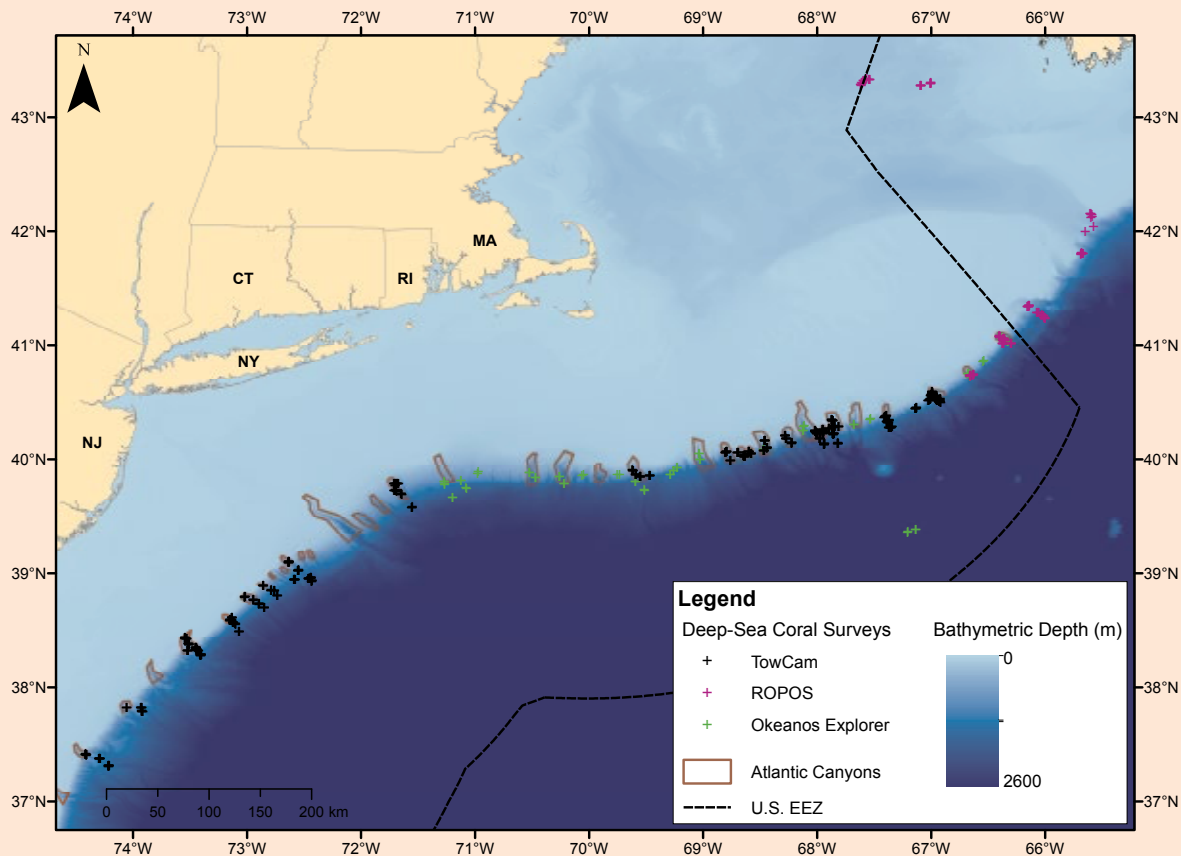 74°W 73°W 72°W 71°W 70°W 69°W 68°W 67°W 66°W
N
43°N 43°N
42°N 42°N
MA
CT RI
41°N 41°N
NY
NJ
40°N 40°N
39°N 39°N
Legend
Deep-Sea Coral Surveys Bathymetric Depth (m)
TowCam 0
ROPOS
Okeanos Explorer
Atlantic Canyons 2600
U.S. EEZ
38°N 38°N
37°N 37°N
0 50 100 150 200 km
74°W 73°W 72°W 71°W 70°W 69°W 68°W 67°W 66°W